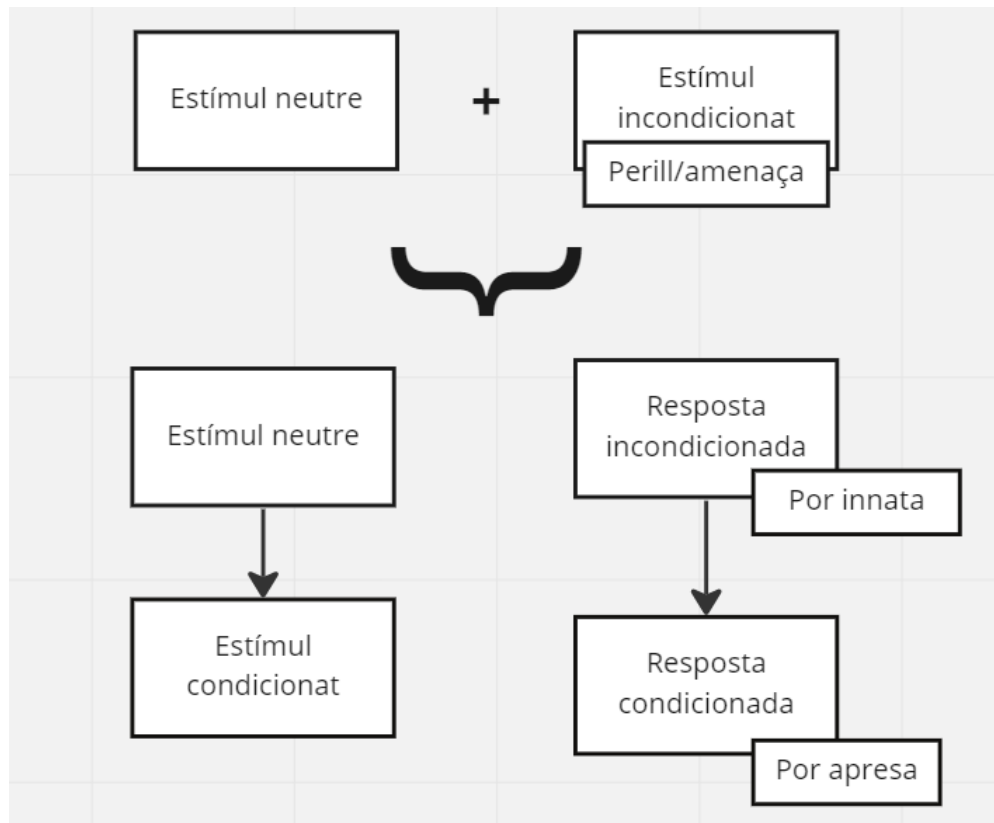 Estímul neutre
+
Estímul
incondicionat
Perill/amenaça
Estímul neutre
Resposta
incondicionada
Por innata
Estímul
condicionat
Resposta
condicionada
Por apresa